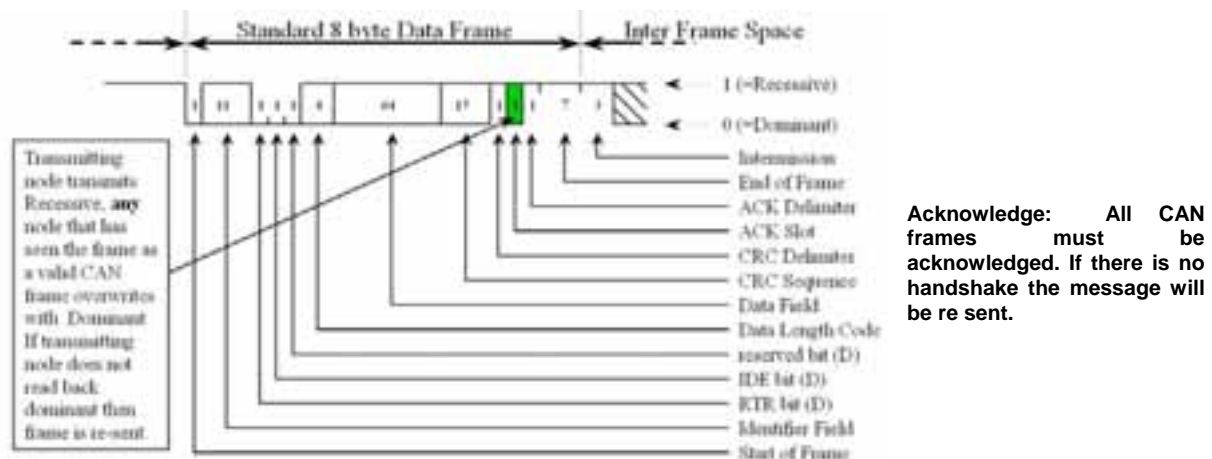 Standard 8 byte Data Frame
Inter Frame Space
1 (=Recessive)
0 (=Dominant)
1 11 1 1 1 4 64 1 1 7 3
Transmitting
node transmits
Recessive, any
node that has
seen the frame as
a valid CAN
frame overwrites
with Dominant
If transmitting
node does not
read back
dominant then
frame is re-sent
Intermission
End of Frame
ACK Delimiter
ACK Slot
CRC Delimiter
CRC Sequence
Data Field
Data Length Code
reserved bit (D)
IDE bit (D)
RTR bit (D)
Identifier Field
Start of Frame
Acknowledge: All CAN
frames must be
acknowledged. If there is no
handshake the message will
be re sent.